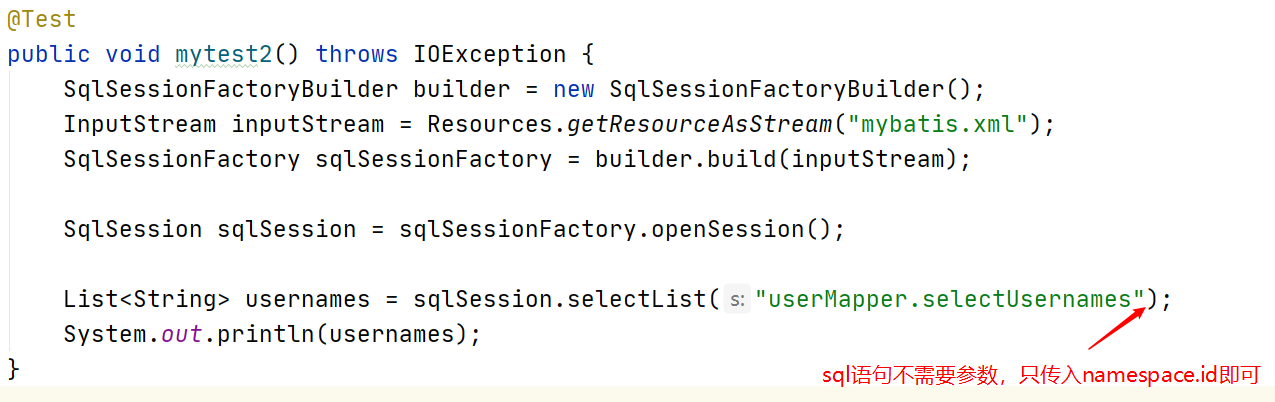 @Test
public void mytest2() throws IOException {
    SqlSessionFactoryBuilder builder = new SqlSessionFactoryBuilder();
    InputStream inputStream = Resources.getResourceAsStream("mybatis.xml");
    SqlSessionFactory sqlSessionFactory = builder.build(inputStream);
    SqlSession sqlSession = sqlSessionFactory.openSession();
    List<String> usernames = sqlSession.selectList( s: "userMapper.selectUsernames");
    System.out.println(usernames);
}
sql语句不需要参数，只传入namespace.id即可